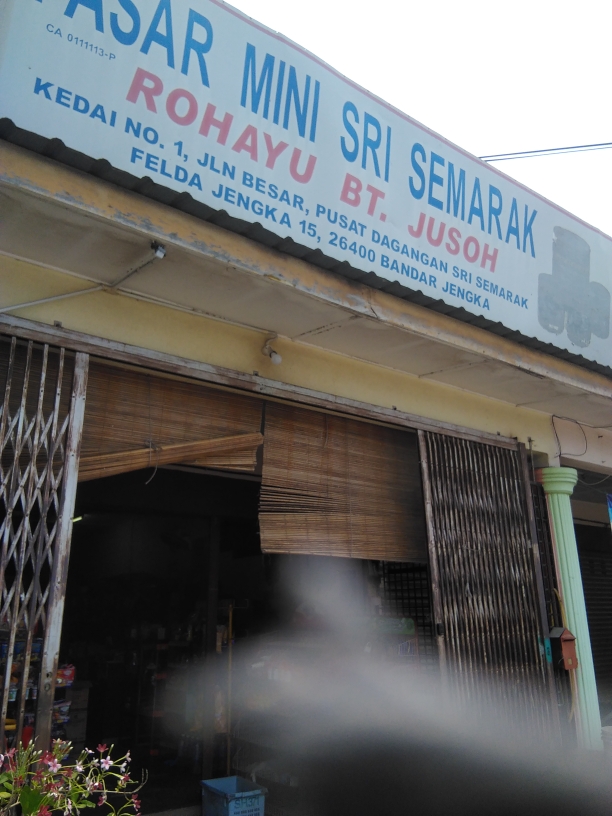 PASAR MINI SRI SEMARAK
CA 0111113-P
ROHAYU BT. JUSOH
KEDAI NO. 1, JLN BESAR, PUSAT DAGANGAN SRI SEMARAK
FELDA JENGKA 15, 26400 BANDAR JENGKA